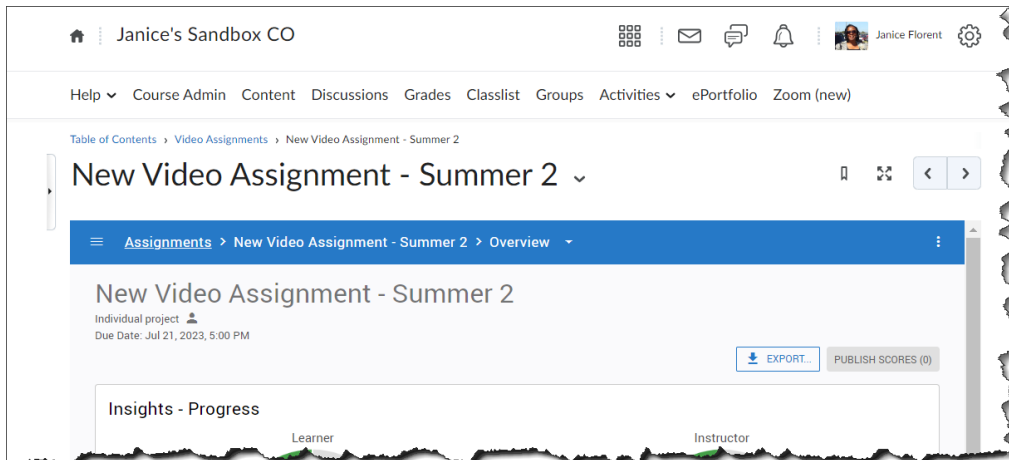 Janice's Sandbox CO
Janice Florent
Help Course Admin Content Discussions Grades Classlist Groups Activities ePortfolio Zoom (new)
Table of Contents › Video Assignments › New Video Assignment - Summer 2
New Video Assignment - Summer 2
Assignments > New Video Assignment - Summer 2 > Overview
New Video Assignment - Summer 2
Individual project
Due Date: Jul 21, 2023, 5:00 PM
EXPORT... PUBLISH SCORES (0)
Insights - Progress
Learner Instructor